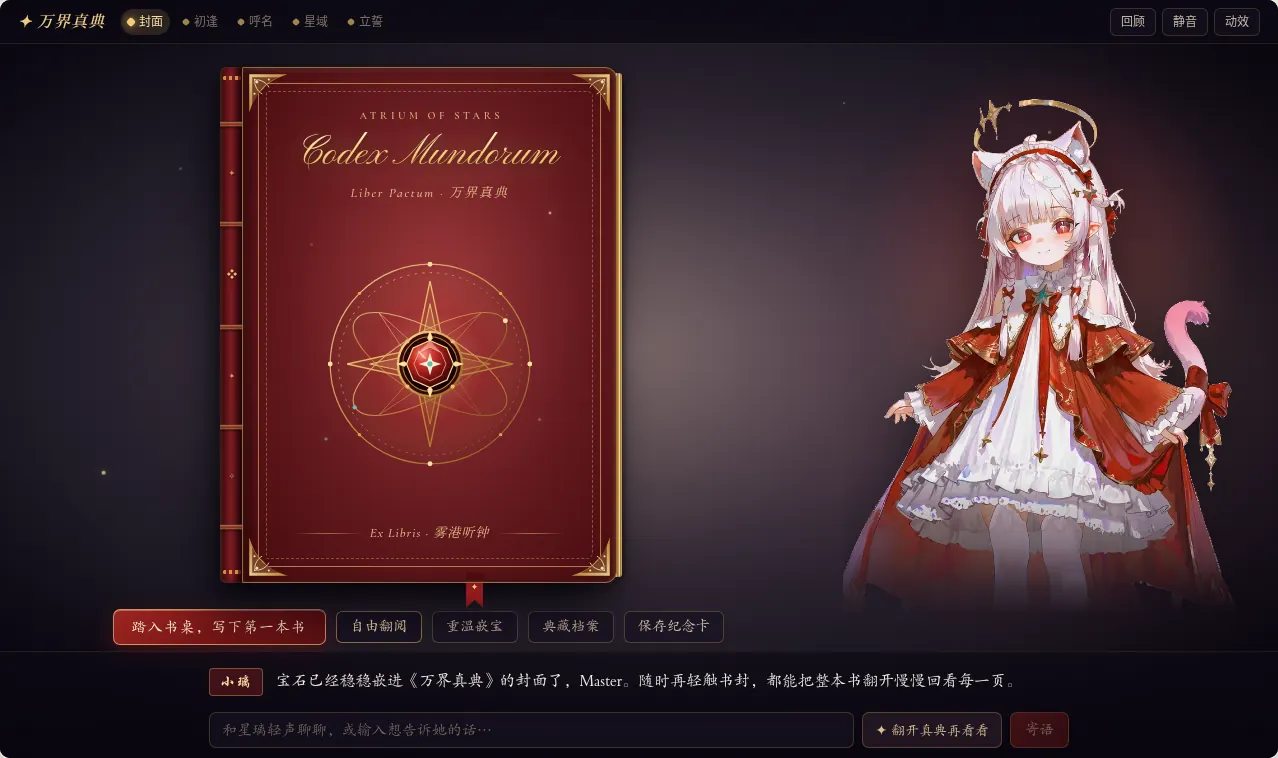 万界真典
封面
初逢
呼名
星域
立誓
回顾
静音
动效
ATRIUM OF STARS
Codex Mundorum
Liber Pactum · 万界真典
Ex Libris · 雾港听钟
踏入书桌，写下第一本书
自由翻阅
重温嵌宝
典藏档案
保存纪念卡
小璃
宝石已经稳稳嵌进《万界真典》的封面了，Master。随时再轻触书封，都能把整本书翻开慢慢回看每一页。
和星璃轻声聊聊，或输入想告诉她的话…
翻开真典再看看
寄语